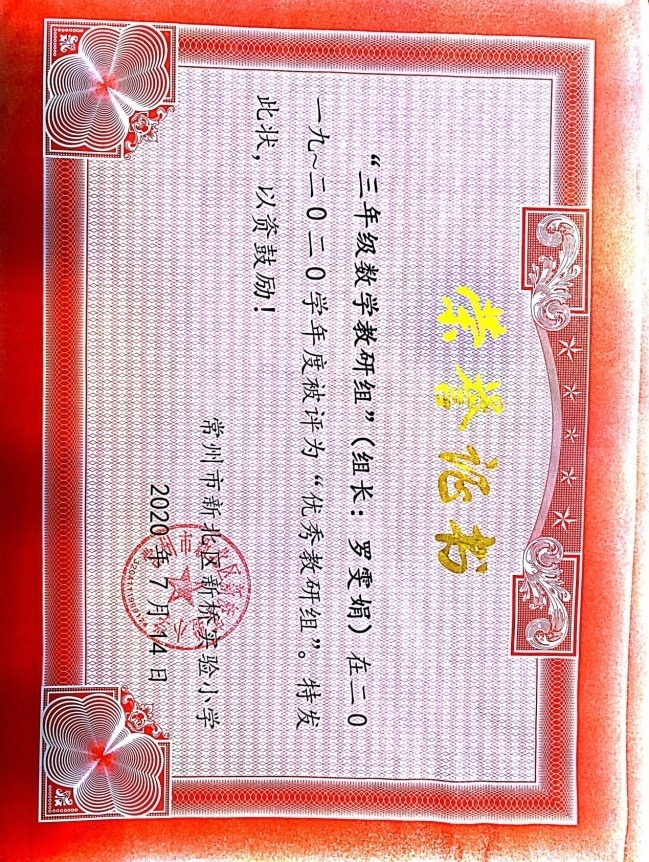 荣誉证书
“三年级数学教研组”（组长：罗雯娟）在二0
一九~二0二0学年度被评为“优秀教研组”。特发
此状，以资鼓励！
常州市新北区新桥实验小学
2020年7月14日